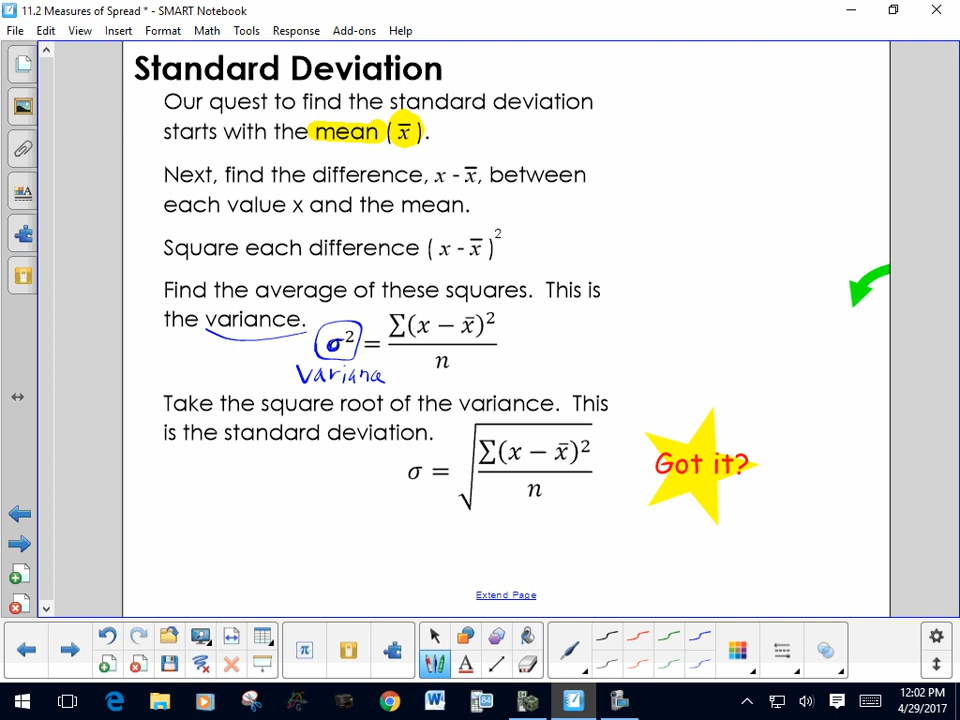 11.2 Measures of Spread * - SMART Notebook
File Edit View Insert Format Math Tools Response Add-ons Help
Standard Deviation
Our quest to find the standard deviation
starts with the mean ( x̅ ).
Next, find the difference, x - x̅, between
each value x and the mean.
Square each difference ( x - x̅ )²
Find the average of these squares. This is
the variance.
σ² = ∑(x − x̅)² / n
Variance
Take the square root of the variance. This
is the standard deviation.
σ = √(∑(x − x̅)² / n)
Got it?
Extend Page
12:02 PM
4/29/2017